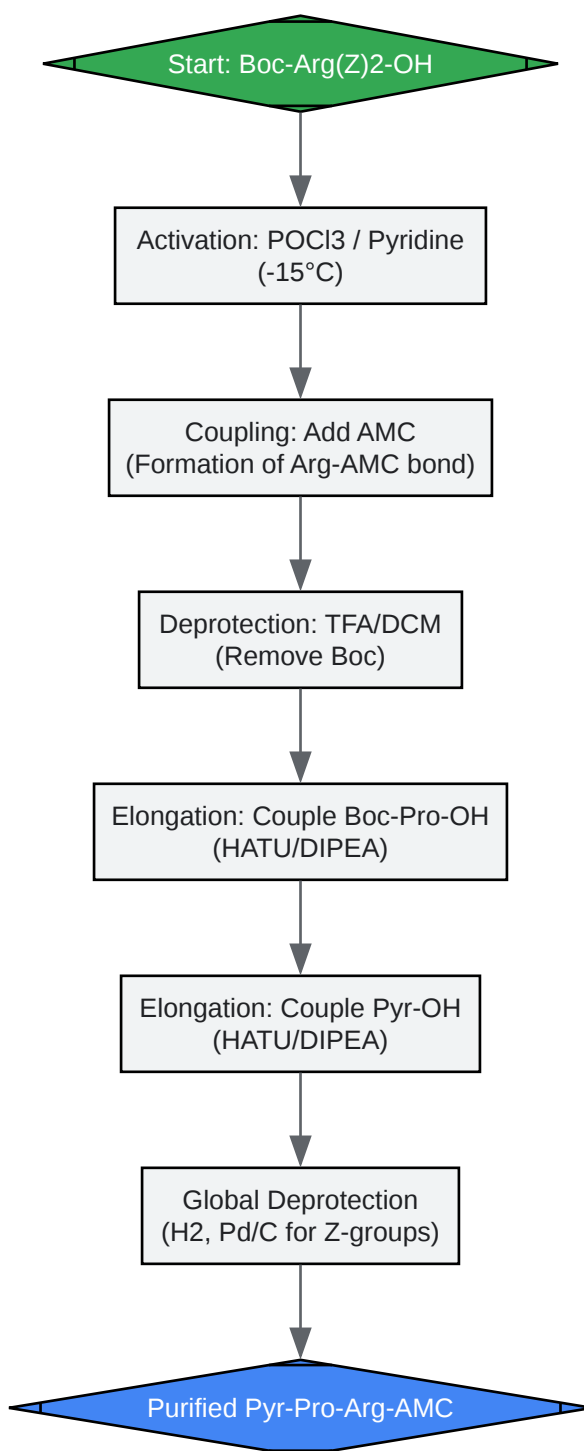 Start: Boc-Arg(Z)2-OH
Activation: POCl3 / Pyridine
(-15°C)
Coupling: Add AMC
(Formation of Arg-AMC bond)
Deprotection: TFA/DCM
(Remove Boc)
Elongation: Couple Boc-Pro-OH
(HATU/DIPEA)
Elongation: Couple Pyr-OH
(HATU/DIPEA)
Global Deprotection
(H2, Pd/C for Z-groups)
Purified Pyr-Pro-Arg-AMC